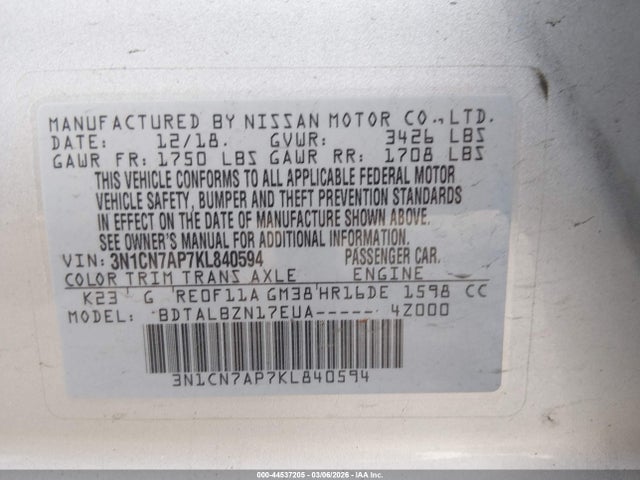 MANUFACTURED BY NISSAN MOTOR CO., LTD.
DATE: 12/18. GVWR: 3426 LBS
GAWR FR: 1750 LBS GAWR RR: 1708 LBS
THIS VEHICLE CONFORMS TO ALL APPLICABLE FEDERAL MOTOR
VEHICLE SAFETY, BUMPER AND THEFT PREVENTION STANDARDS
IN EFFECT ON THE DATE OF MANUFACTURE SHOWN ABOVE.
SEE OWNER'S MANUAL FOR ADDITIONAL INFORMATION.
VIN: 3N1CN7AP7KL840594 PASSENGER CAR.
COLOR TRIM TRANS AXLE ENGINE
K23 G RE0F11A GM38 HR16DE 1598 CC
MODEL: BDTALBZN17EUA----- 4Z000
3N1CN7AP7KL840594
000-44537205 - 03/06/2026 - IAAI.COM